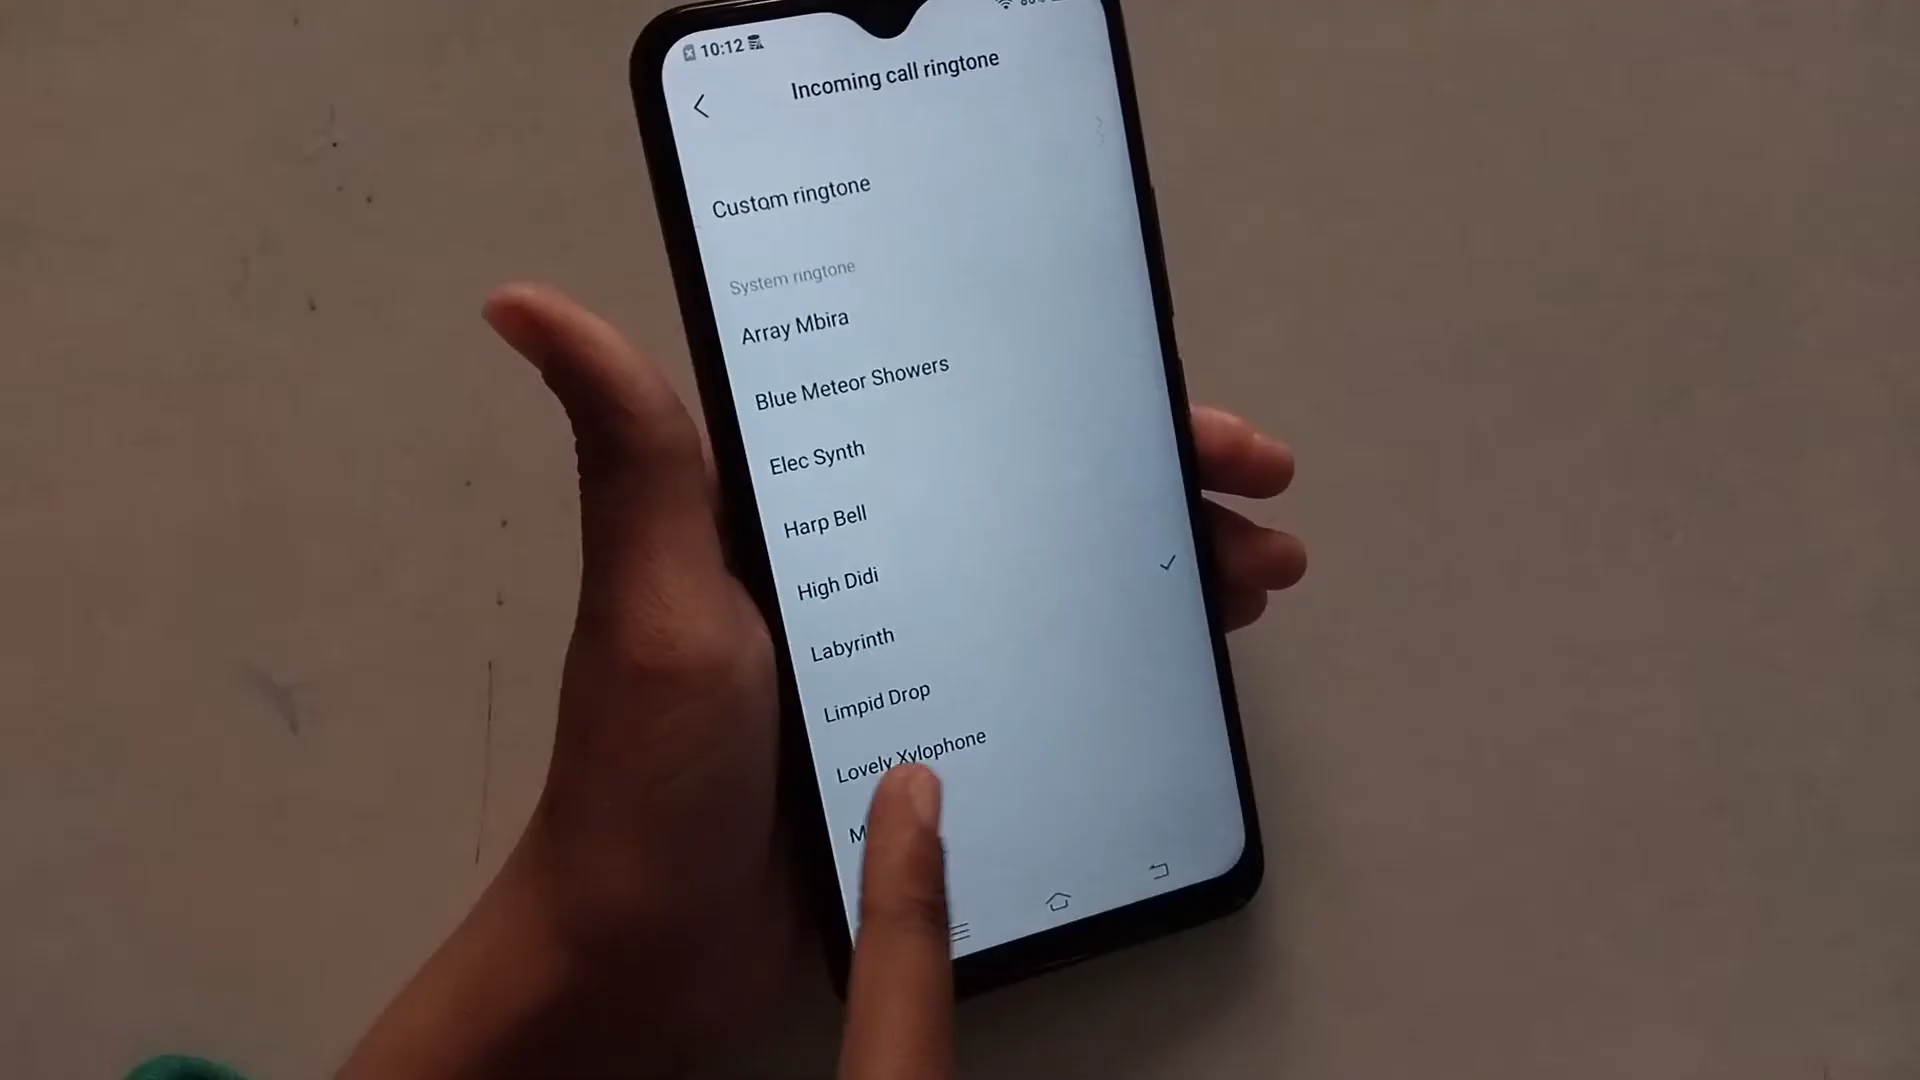 10:12
Incoming call ringtone
Custom ringtone
System ringtone
Array Mbira
Blue Meteor Showers
Elec Synth
Harp Bell
High Didi
Labyrinth
Limpid Drop
Lovely Xylophone